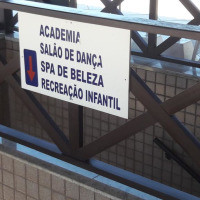 ACADEMIA
SALÃO DE DANÇA
SPA DE BELEZA
RECREAÇÃO INFANTIL